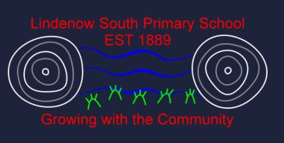 Lindenow South Primary School
EST 1889
Growing with the Community